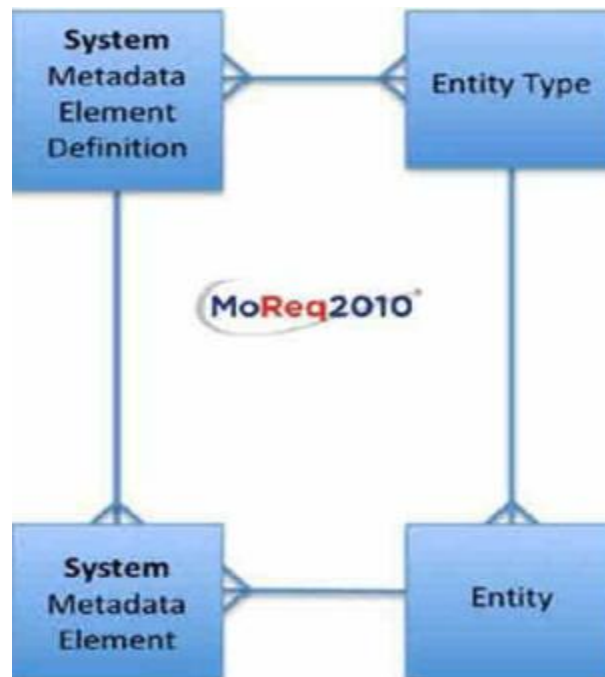 System
Metadata
Element
Definition
Entity Type
MoReq2010®
System
Metadata
Element
Entity